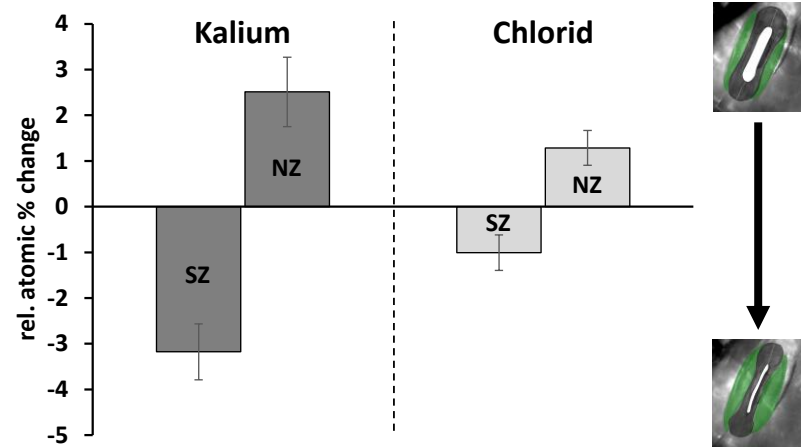 Kalium
Chlorid
rel. atomic % change
4
3
2
1
0
-1
-2
-3
-4
-5
SZ
NZ
SZ
NZ